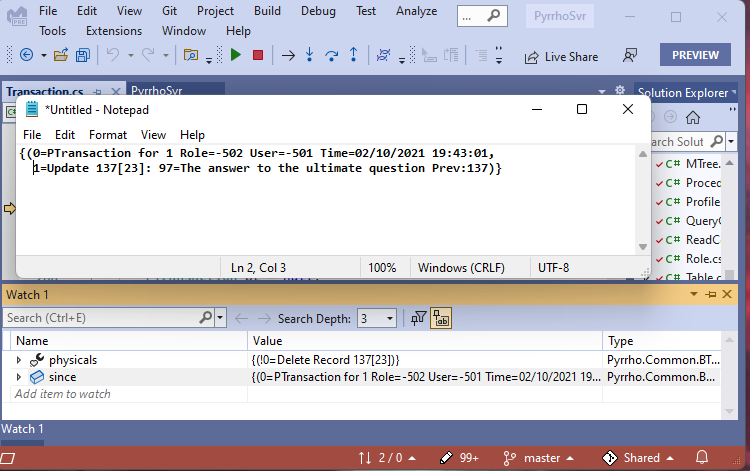 File Edit View Git Project Build Debug Test Analyze
Tools Extensions Window Help
... PyrrhoSvr
Live Share PREVIEW
Transaction.cs PyrrhoSvr
Solution Explorer
*Untitled - Notepad
File Edit Format View Help
{(0=PTransaction for 1 Role=-502 User=-501 Time=02/10/2021 19:43:01,
1=Update 137[23]: 97=The answer to the ultimate question Prev:137)}
Ln 2, Col 3 100% Windows (CRLF) UTF-8
C# MTree.
C# Proced
C# Profile
C# QueryC
C# ReadCo
C# Role.cs
C# Table.c
Watch 1
Search (Ctrl+E) Search Depth: 3
Name Value Type
physicals {(!0=Delete Record 137[23])} Pyrrho.Common.BT...
since {(0=PTransaction for 1 Role=-502 User=-501 Time=02/10/2021 19... Pyrrho.Common.B...
Add item to watch
Watch 1
2 / 0 99+ master Shared